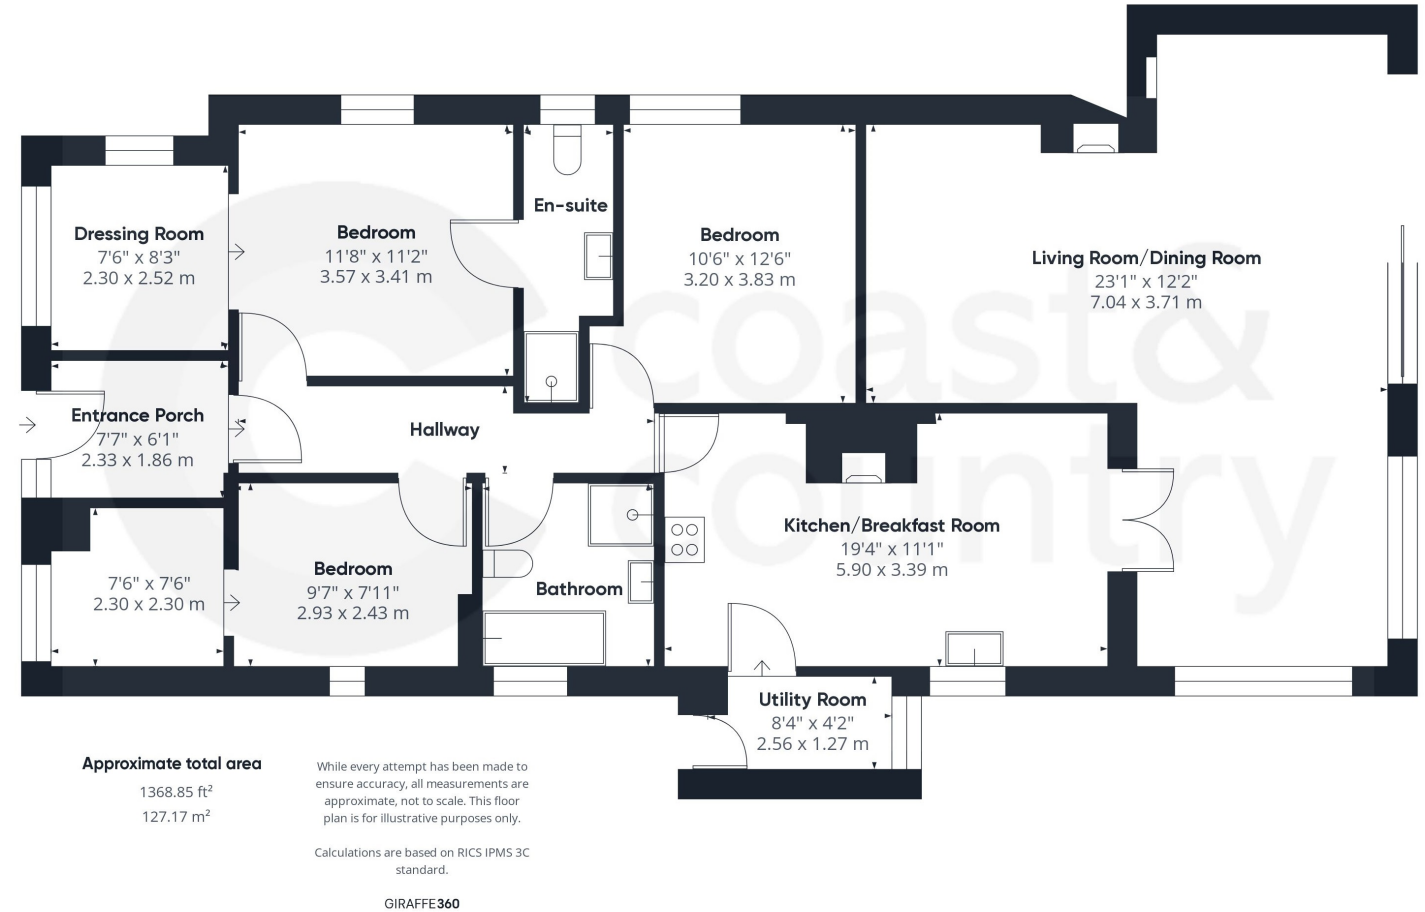 Dressing Room
7'6" x 8'3"
2.30 x 2.52 m
Bedroom
11'8" x 11'2"
3.57 x 3.41 m
En-suite
Bedroom
10'6" x 12'6"
3.20 x 3.83 m
Living Room/Dining Room
23'1" x 12'2"
7.04 x 3.71 m
Entrance Porch
7'7" x 6'1"
2.33 x 1.86 m
Hallway
7'6" x 7'6"
2.30 x 2.30 m
Bedroom
9'7" x 7'11"
2.93 x 2.43 m
Bathroom
Kitchen/Breakfast Room
19'4" x 11'1"
5.90 x 3.39 m
Utility Room
8'4" x 4'2"
2.56 x 1.27 m
coast &
country
Approximate total area
1368.85 ft²
127.17 m²
While every attempt has been made to
ensure accuracy, all measurements are
approximate, not to scale. This floor
plan is for illustrative purposes only.
Calculations are based on RICS IPMS 3C
standard.
GIRAFFE360